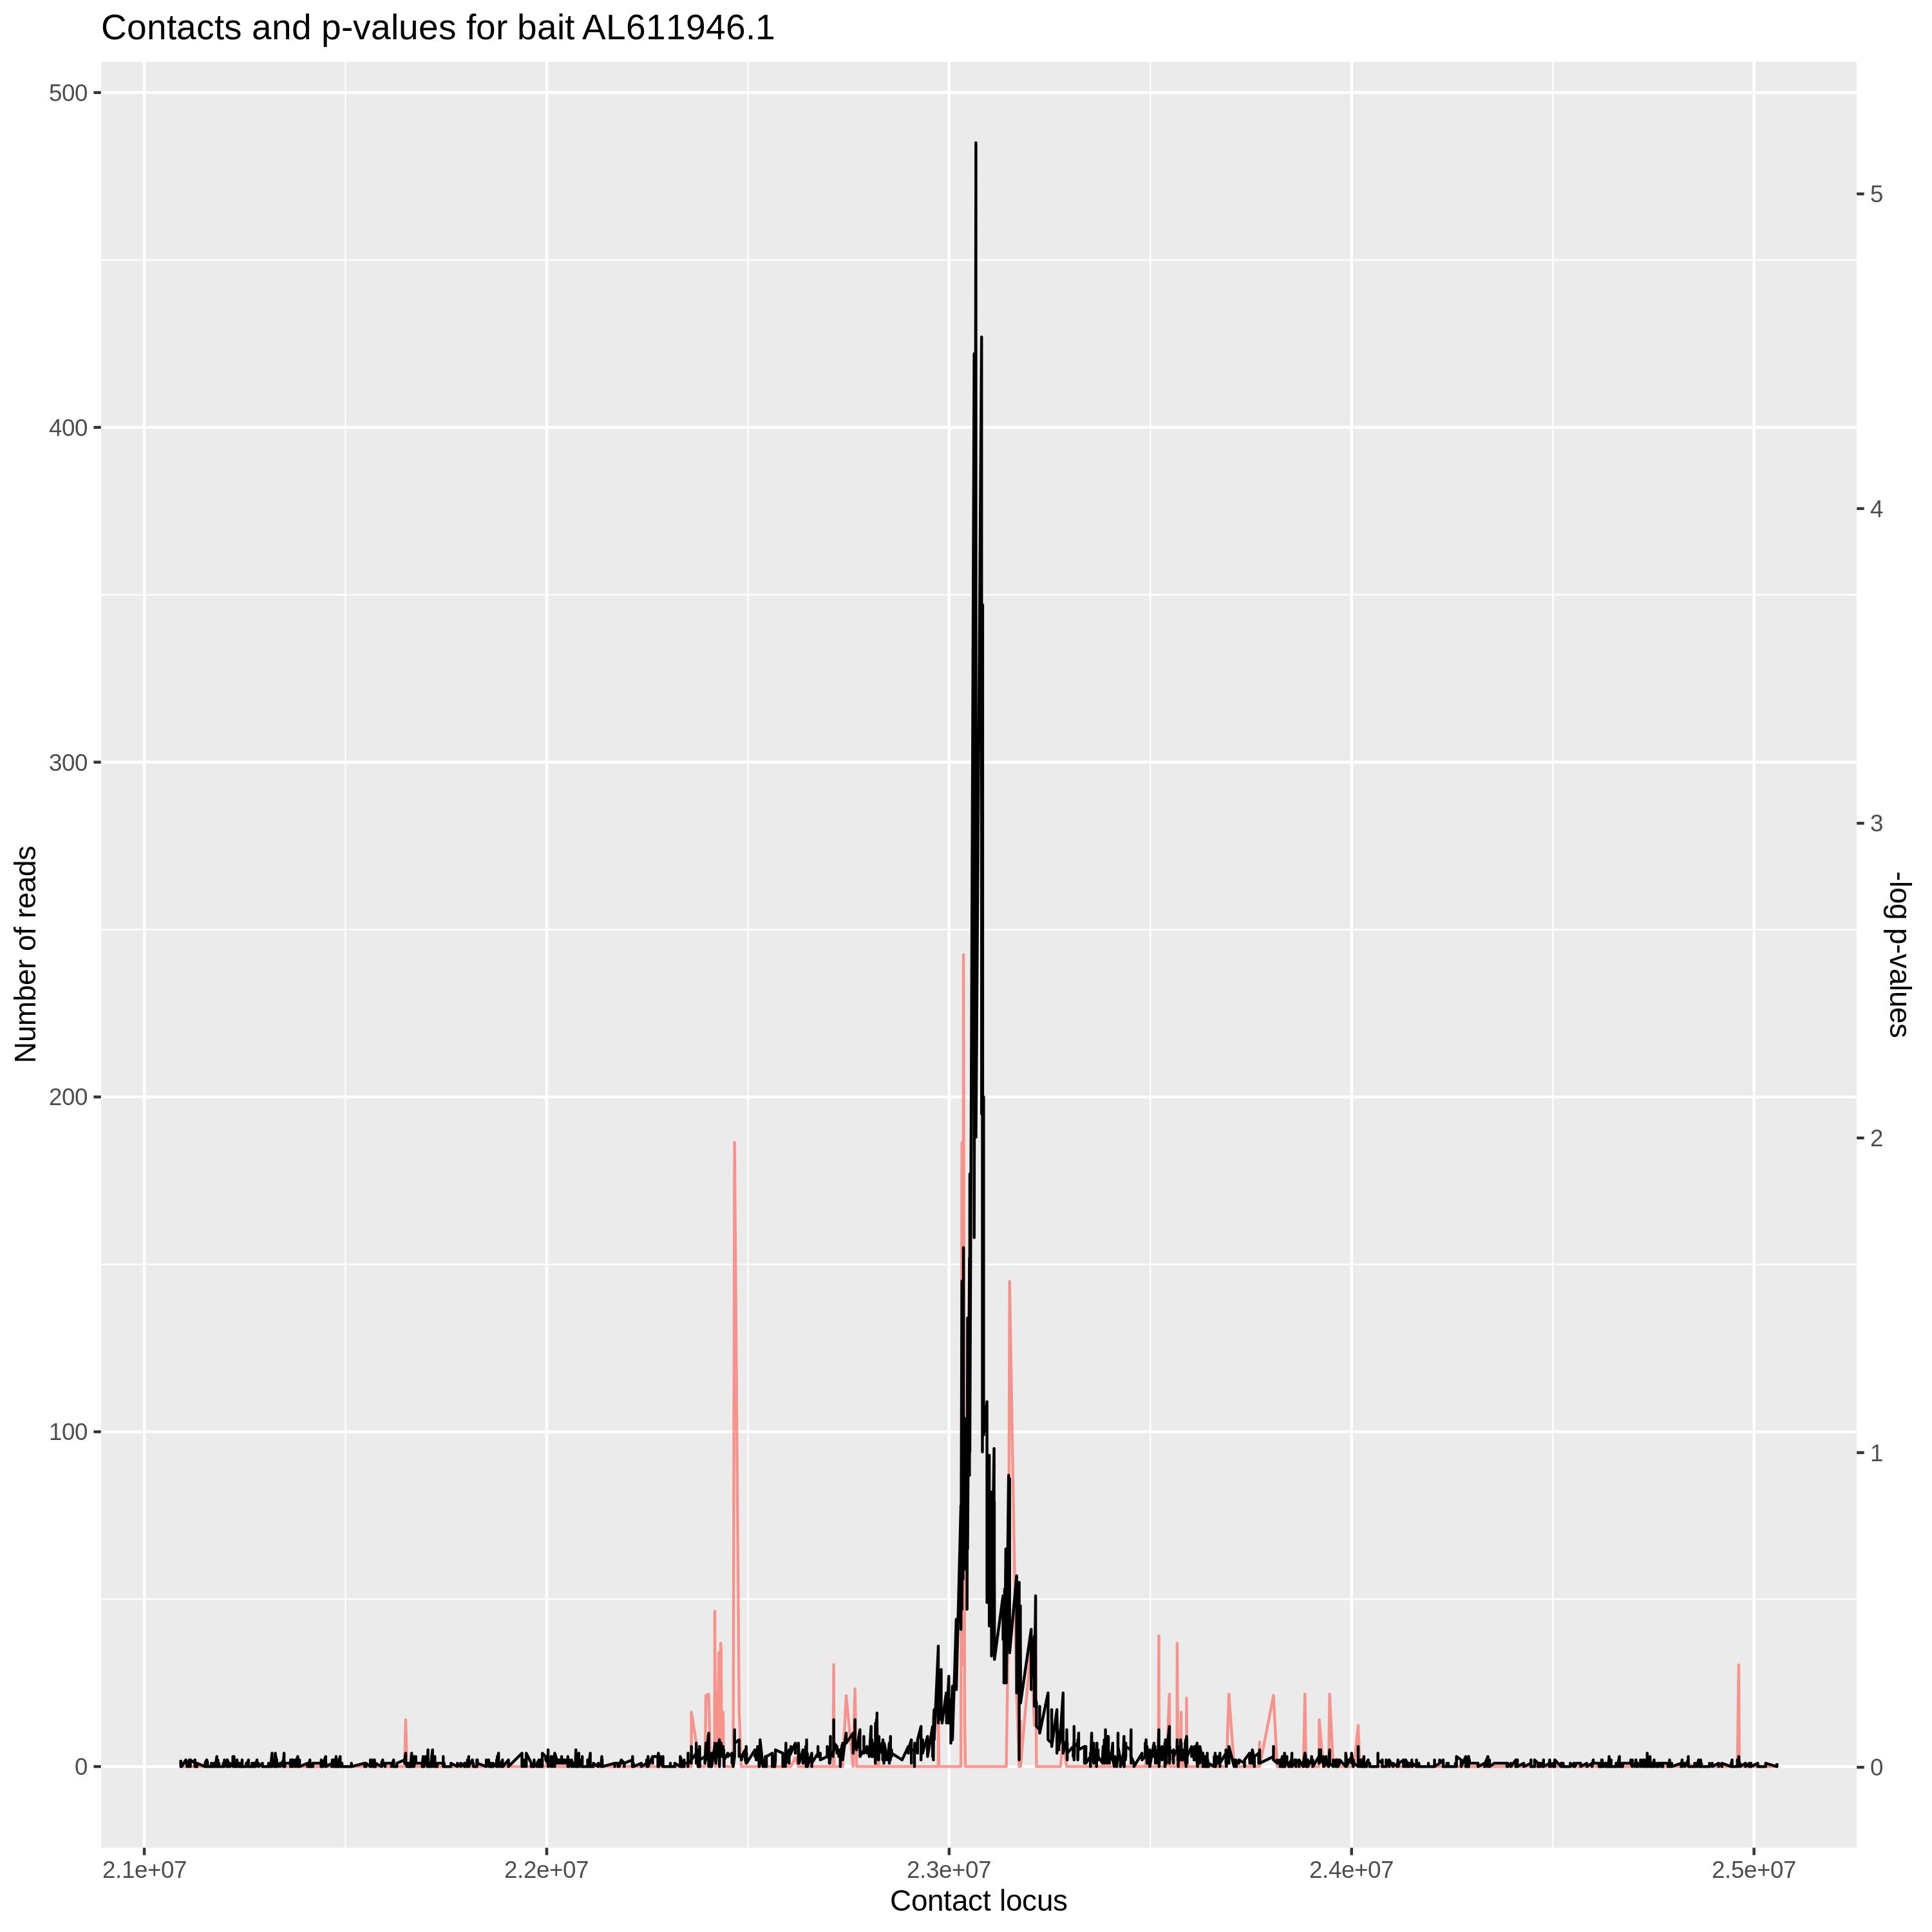 Contacts and p-values for bait AL611946.1
500
400
300
200
100
0
Number of reads
5
4
3
2
1
0
-log p-values
2.1e+07
2.2e+07
2.3e+07
2.4e+07
2.5e+07
Contact locus